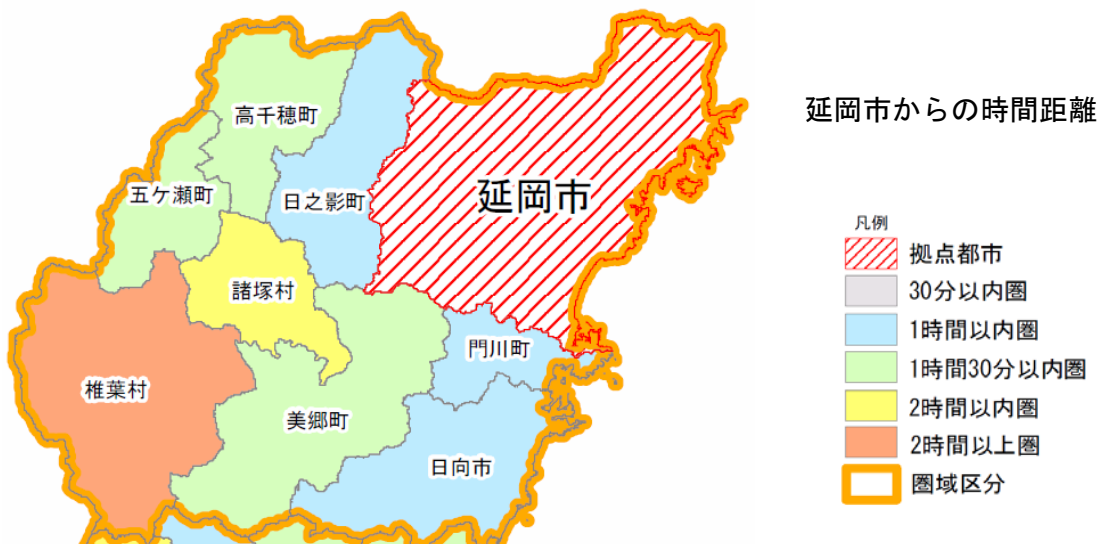 延岡市からの時間距離
高千穂町
五ケ瀬町
日之影町
延岡市
諸塚村
門川町
椎葉村
美郷町
日向市
凡例
拠点都市
30分以内圏
1時間以内圏
1時間30分以内圏
2時間以内圏
2時間以上圏
圏域区分